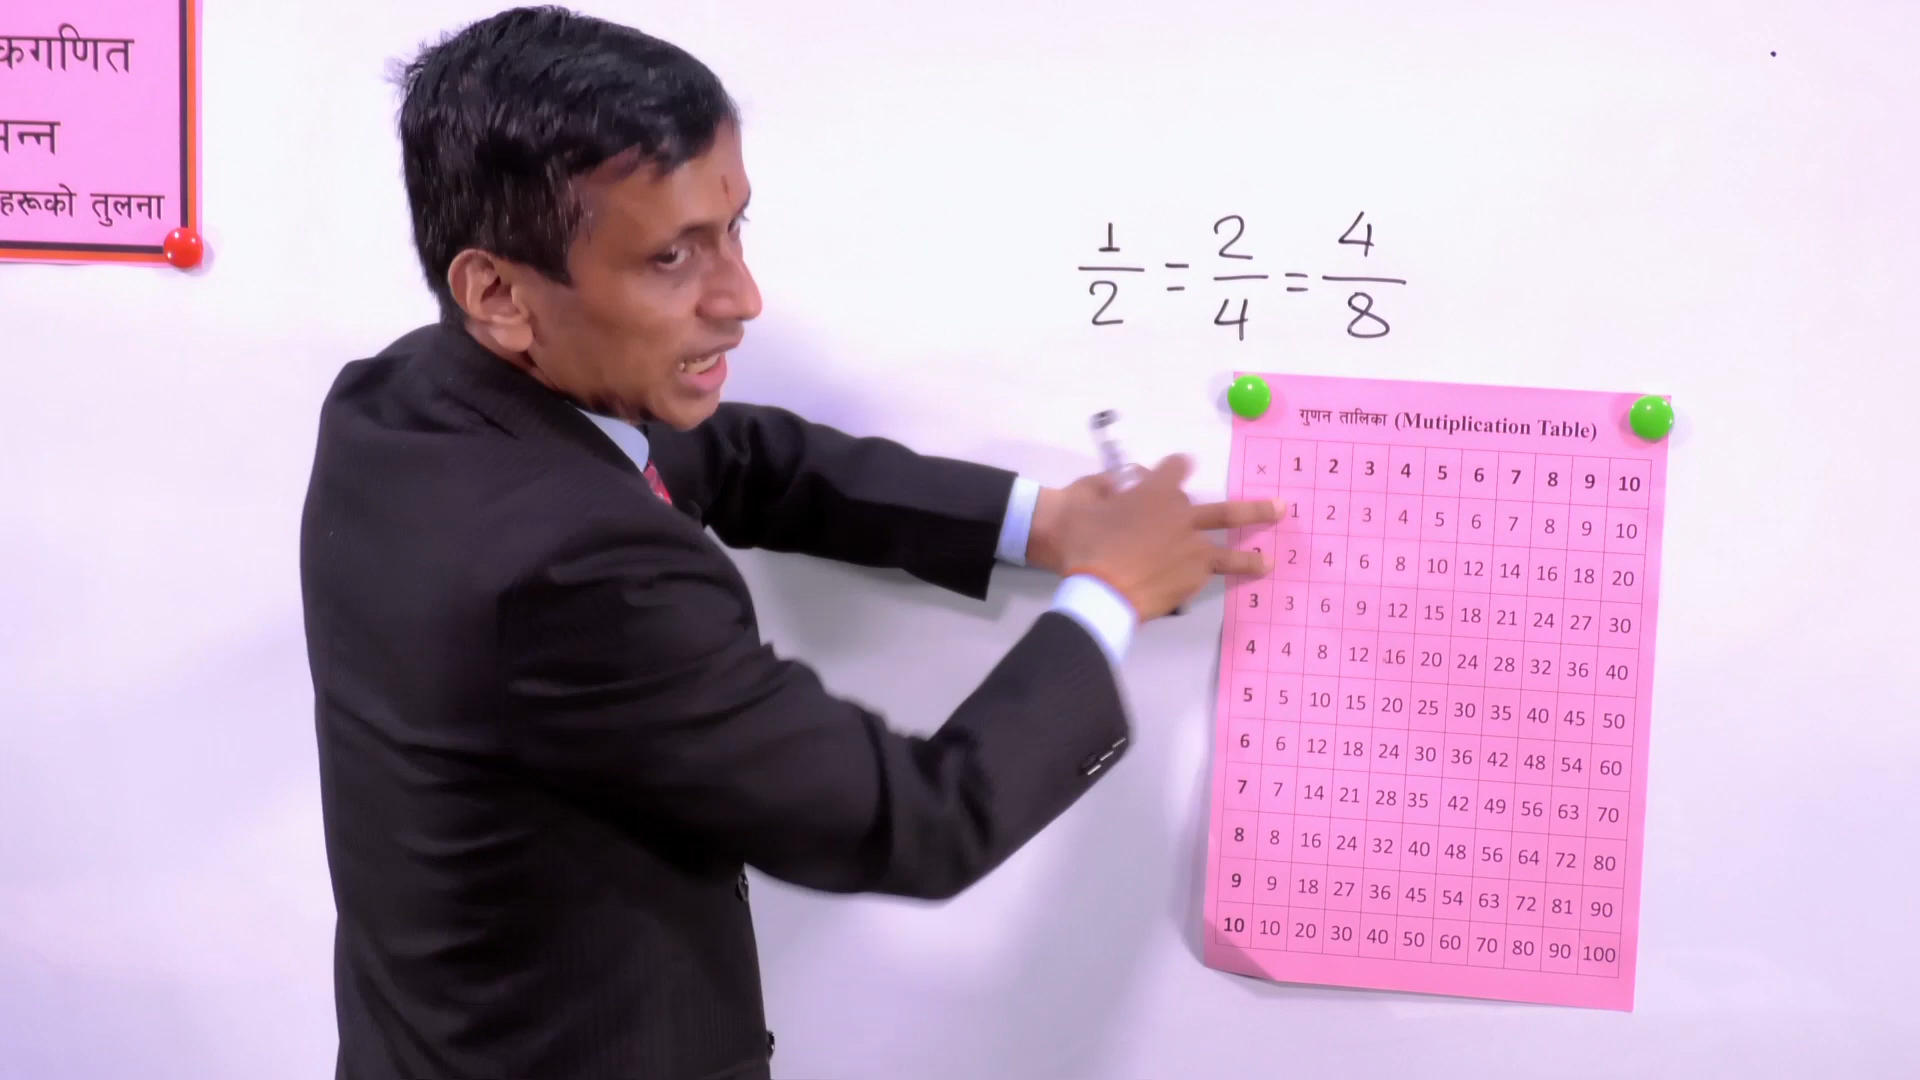 न्न
हरूको तुलना
1/2 = 2/4 = 4/8
गुणन तालिका (Mutiplication Table)
× 1 2 3 4 5 6 7 8 9 10
1 2 3 4 5 6 7 8 9 10
2 4 6 8 10 12 14 16 18 20
3 3 6 9 12 15 18 21 24 27 30
4 4 8 12 16 20 24 28 32 36 40
5 5 10 15 20 25 30 35 40 45 50
6 6 12 18 24 30 36 42 48 54 60
7 7 14 21 28 35 42 49 56 63 70
8 8 16 24 32 40 48 56 64 72 80
9 9 18 27 36 45 54 63 72 81 90
10 10 20 30 40 50 60 70 80 90 100